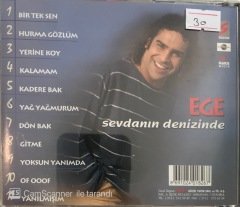 1 BİR TEK SEN
2 HURMA GÖZLÜM
3 YERİNE KOY
4 KALAMAM
5 KADERE BAK
6 YAĞ YAĞMURUM
7 DÖN BAK
8 GİTME
9 YOKSUN YANIMDA
10 OF OOOF
YANILMIŞIM
30
EGE
sevdanın denizinde
CS CamScanner ile tarandı